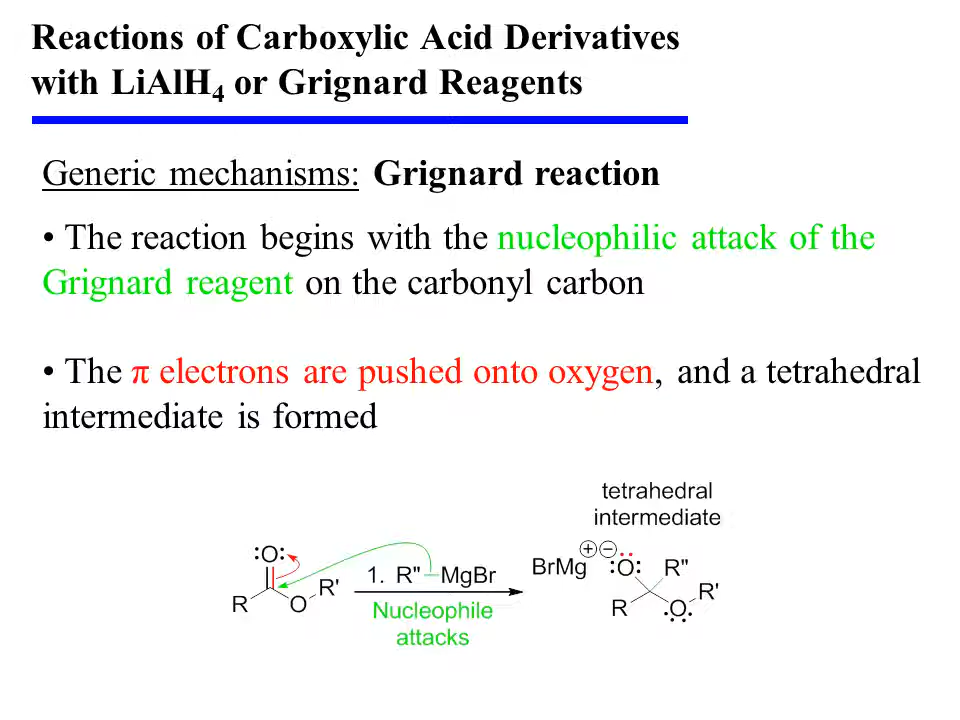 Reactions of Carboxylic Acid Derivatives
with LiAlH₄ or Grignard Reagents
Generic mechanisms: Grignard reaction
• The reaction begins with the nucleophilic attack of the
Grignard reagent on the carbonyl carbon
• The π electrons are pushed onto oxygen, and a tetrahedral
intermediate is formed
tetrahedral
intermediate
:O:
R
O
R'
1. R" MgBr
Nucleophile
attacks
BrMg
+ −
:O:
R"
R
O
R'